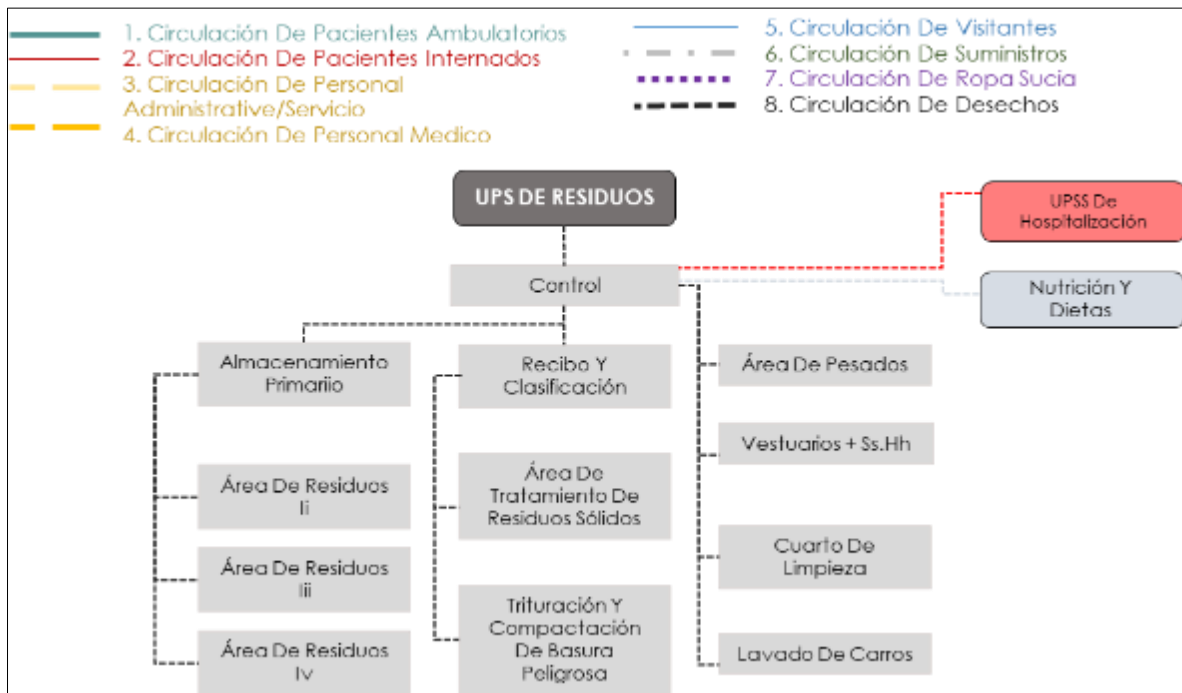 1. Circulación De Pacientes Ambulatorios
2. Circulación De Pacientes Internados
3. Circulación De Personal
Administrative/Servicio
4. Circulación De Personal Medico
5. Circulación De Visitantes
6. Circulación De Suministros
7. Circulación De Ropa Sucia
8. Circulación De Desechos
UPS DE RESIDUOS
UPSS De
Hospitalización
Control
Nutrición Y
Dietas
Almacenamiento
Primariio
Recibo Y
Clasificación
Área De Pesados
Vestuarios + Ss.Hh
Área De Residuos
Ii
Área De
Tratamiento De
Residuos Sólidos
Cuarto De
Limpieza
Área De Residuos
Iii
Trituración Y
Compactación
De Basura
Peligrosa
Área De Residuos
Iv
Lavado De Carros